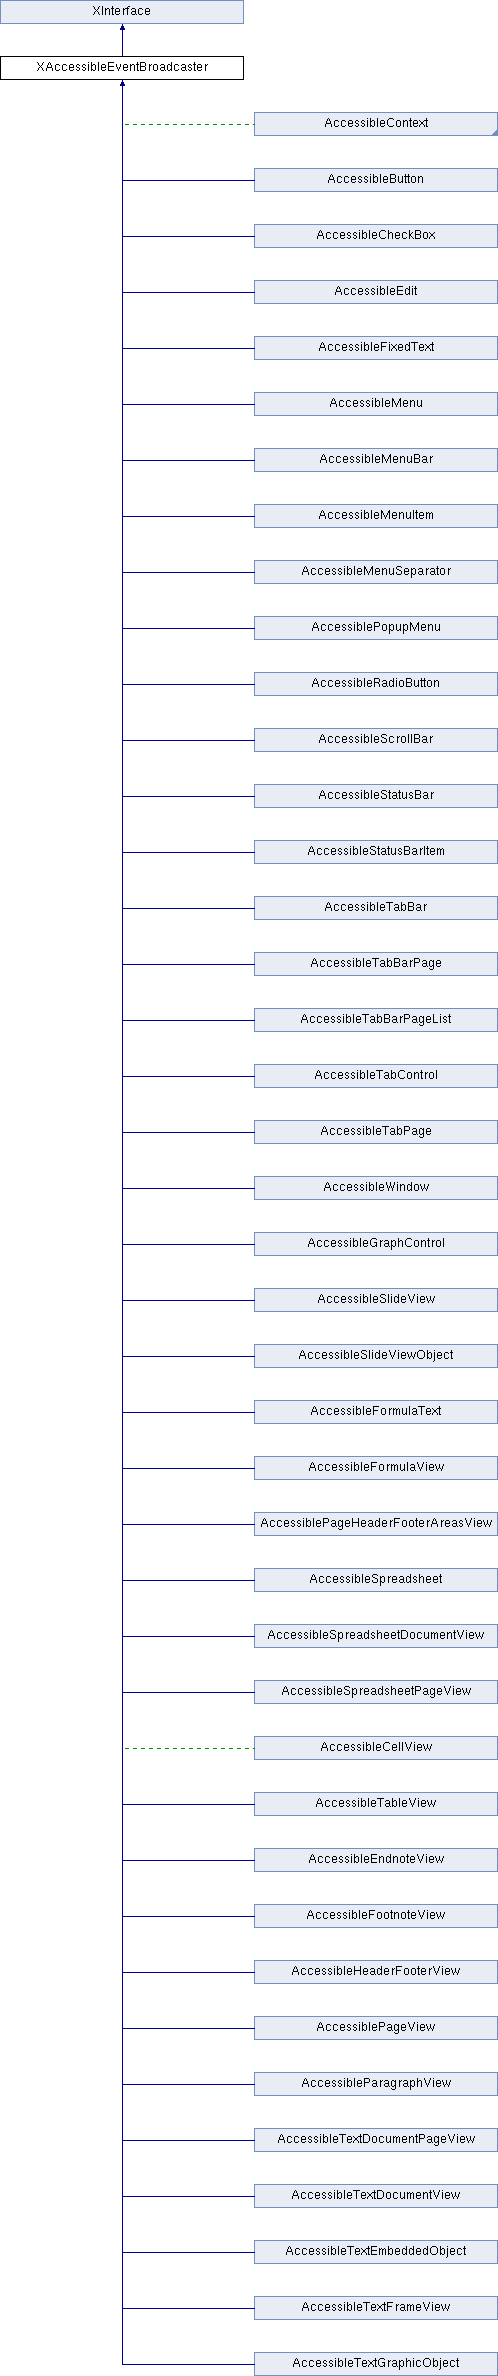 XInterface
XAccessibleEventBroadcaster
AccessibleContext
AccessibleButton
AccessibleCheckBox
AccessibleEdit
AccessibleFixedText
AccessibleMenu
AccessibleMenuBar
AccessibleMenuItem
AccessibleMenuSeparator
AccessiblePopupMenu
AccessibleRadioButton
AccessibleScrollBar
AccessibleStatusBar
AccessibleStatusBarItem
AccessibleTabBar
AccessibleTabBarPage
AccessibleTabBarPageList
AccessibleTabControl
AccessibleTabPage
AccessibleWindow
AccessibleGraphControl
AccessibleSlideView
AccessibleSlideViewObject
AccessibleFormulaText
AccessibleFormulaView
AccessiblePageHeaderFooterAreasView
AccessibleSpreadsheet
AccessibleSpreadsheetDocumentView
AccessibleSpreadsheetPageView
AccessibleCellView
AccessibleTableView
AccessibleEndnoteView
AccessibleFootnoteView
AccessibleHeaderFooterView
AccessiblePageView
AccessibleParagraphView
AccessibleTextDocumentPageView
AccessibleTextDocumentView
AccessibleTextEmbeddedObject
AccessibleTextFrameView
AccessibleTextGraphicObject